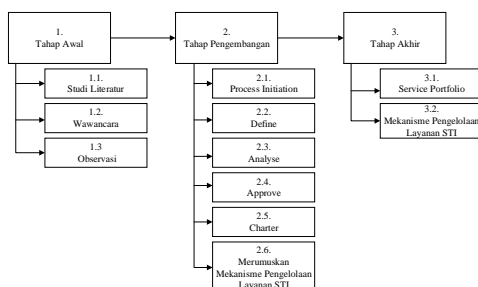 1.
Tahap Awal
1.1.
Studi Literatur
1.2.
Wawancara
1.3
Observasi
2.
Tahap Pengembangan
2.1.
Process Initiation
2.2.
Define
2.3.
Analyse
2.4.
Approve
2.5.
Charter
2.6.
Merumuskan
Mekanisme Pengelolaan
Layanan STI
3.
Tahap Akhir
3.1.
Service Portfolio
3.2.
Mekanisme Pengelolaan
Layanan STI